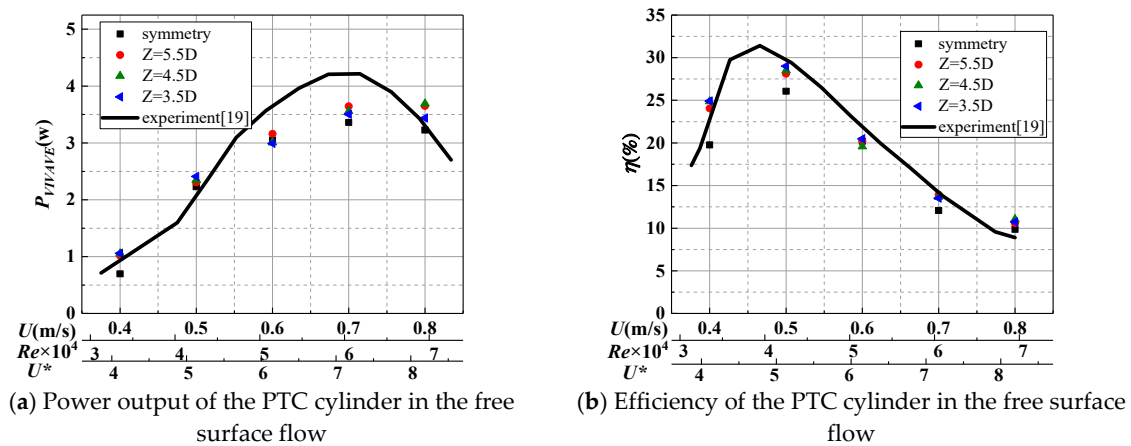 symmetry
Z=5.5D
Z=4.5D
Z=3.5D
experiment[19]
P_VIVAVE(w)
5
4
3
2
1
0
U(m/s) 0.4 0.5 0.6 0.7 0.8
Re×10^4 3 4 5 6 7
U* 4 5 6 7 8
(a) Power output of the PTC cylinder in the free
surface flow
symmetry
Z=5.5D
Z=4.5D
Z=3.5D
experiment[19]
η(%)
35
30
25
20
15
10
5
0
U(m/s) 0.4 0.5 0.6 0.7 0.8
Re×10^4 3 4 5 6 7
U* 4 5 6 7 8
(b) Efficiency of the PTC cylinder in the free surface
flow